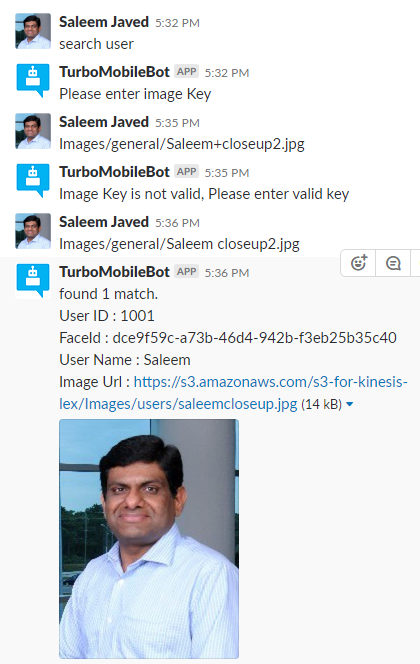 Saleem Javed 5:32 PM
search user
TurboMobileBot APP 5:32 PM
Please enter image Key
Saleem Javed 5:35 PM
Images/general/Saleem+closeup2.jpg
TurboMobileBot APP 5:35 PM
Image Key is not valid, Please enter valid key
Saleem Javed 5:36 PM
Images/general/Saleem closeup2.jpg
TurboMobileBot APP 5:36 PM
found 1 match.
User ID : 1001
FaceId : dce9f59c-a73b-46d4-942b-f3eb25b35c40
User Name : Saleem
Image Url : https://s3.amazonaws.com/s3-for-kinesis-
lex/Images/users/saleemcloseup.jpg (14 kB)